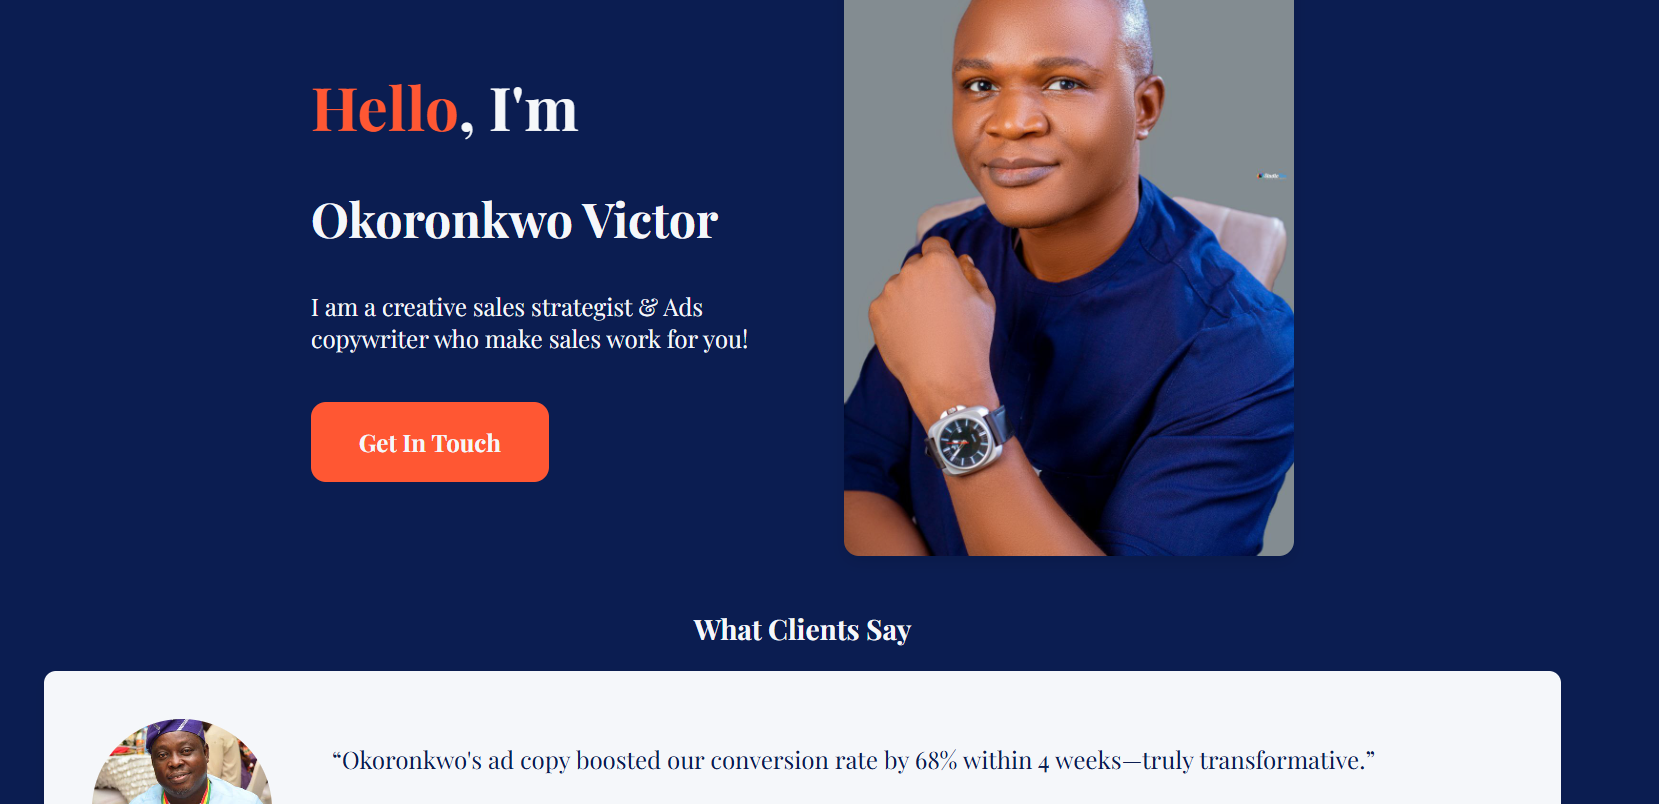 Hello, I'm
Okoronkwo Victor
I am a creative sales strategist & Ads
copywriter who make sales work for you!
Get In Touch
What Clients Say
“Okoronkwo's ad copy boosted our conversion rate by 68% within 4 weeks—truly transformative.”